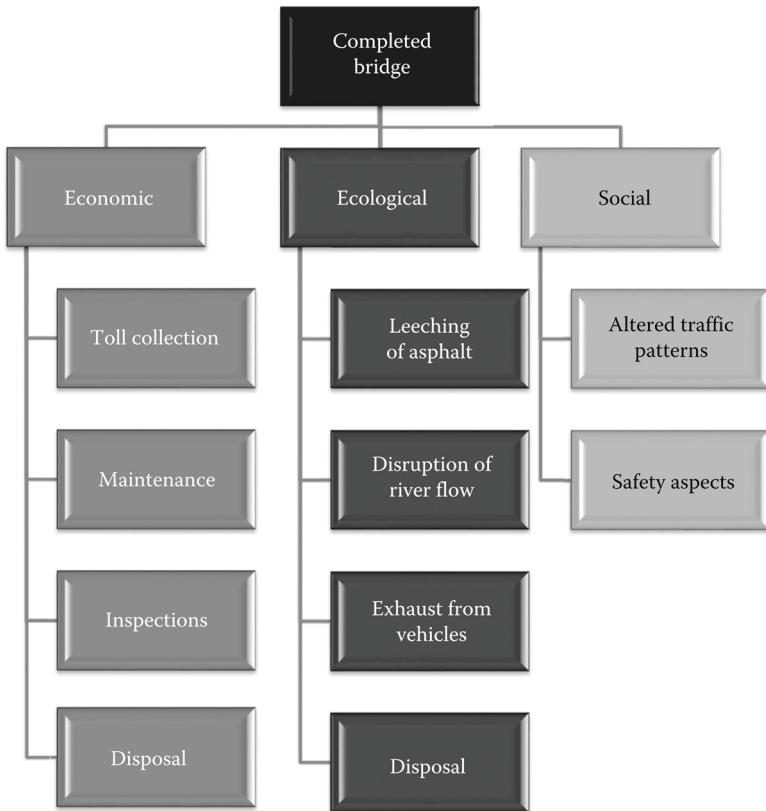 Completed
bridge
Economic
Ecological
Social
Toll collection
Leeching
of asphalt
Altered traffic
patterns
Maintenance
Disruption of
river flow
Safety aspects
Inspections
Exhaust from
vehicles
Disposal
Disposal